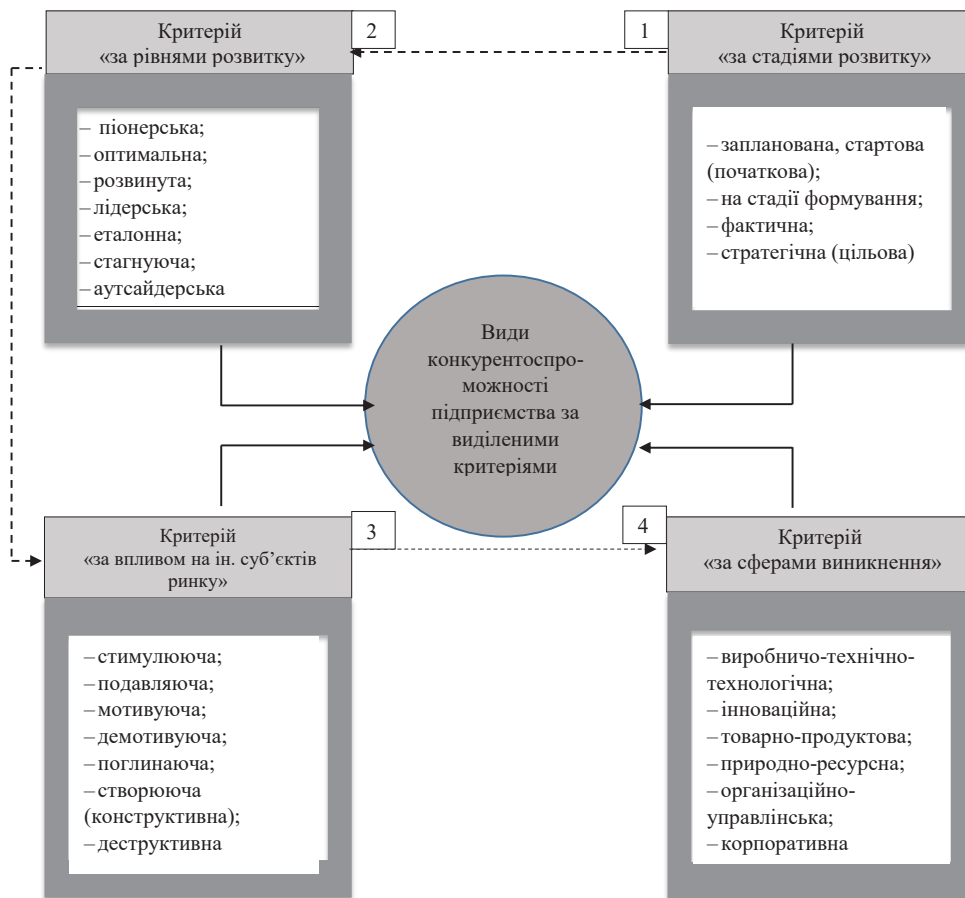 2
Критерій
«за рівнями розвитку»
– піонерська;
– оптимальна;
– розвинута;
– лідерська;
– еталонна;
– стагнуюча;
– аутсайдерська
1
Критерій
«за стадіями розвитку»
– запланована, стартова
(початкова);
– на стадії формування;
– фактична;
– стратегічна (цільова)
Види
конкурентоспро-
можності
підприємства за
виділеними
критеріями
3
Критерій
«за впливом на ін. суб’єктів
ринку»
– стимулююча;
– подавляюча;
– мотивуюча;
– демотивуюча;
– поглинаюча;
– створююча
(конструктивна);
– деструктивна
4
Критерій
«за сферами виникнення»
– виробничо-технічно-
технологічна;
– інноваційна;
– товарно-продуктова;
– природно-ресурсна;
– організаційно-
управлінська;
– корпоративна